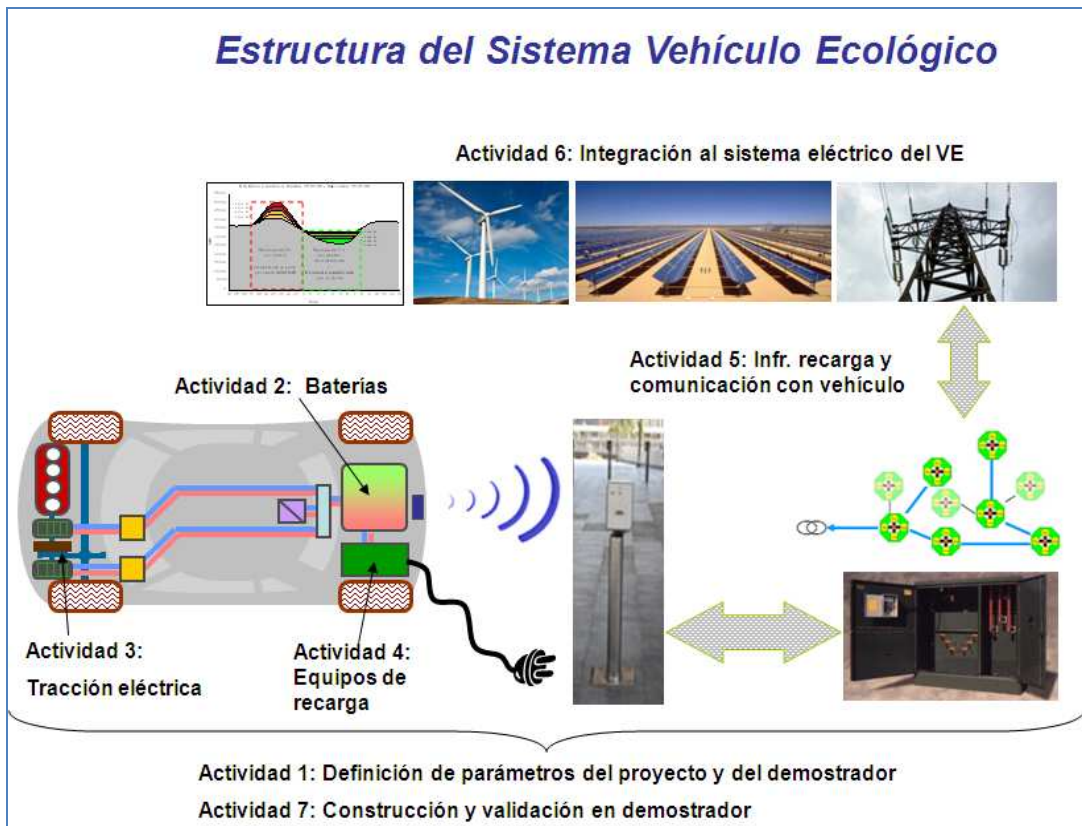 Estructura del Sistema Vehículo Ecológico
Actividad 6: Integración al sistema eléctrico del VE
Actividad 5: Infr. recarga y
comunicación con vehículo
Actividad 2: Baterías
Actividad 3:
Tracción eléctrica
Actividad 4:
Equipos de
recarga
Actividad 1: Definición de parámetros del proyecto y del demostrador
Actividad 7: Construcción y validación en demostrador